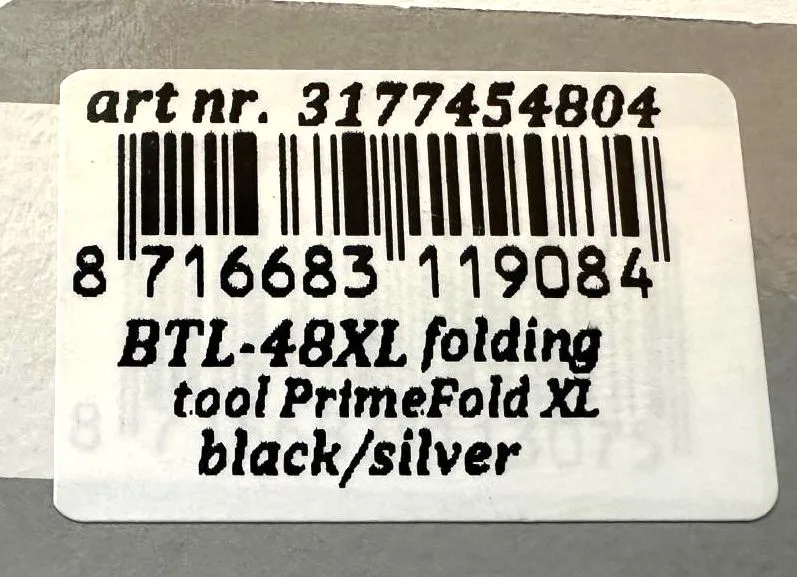 art nr. 3177454804
8 716683 119084
BTL-48XL folding
tool PrimeFold XL
black/silver